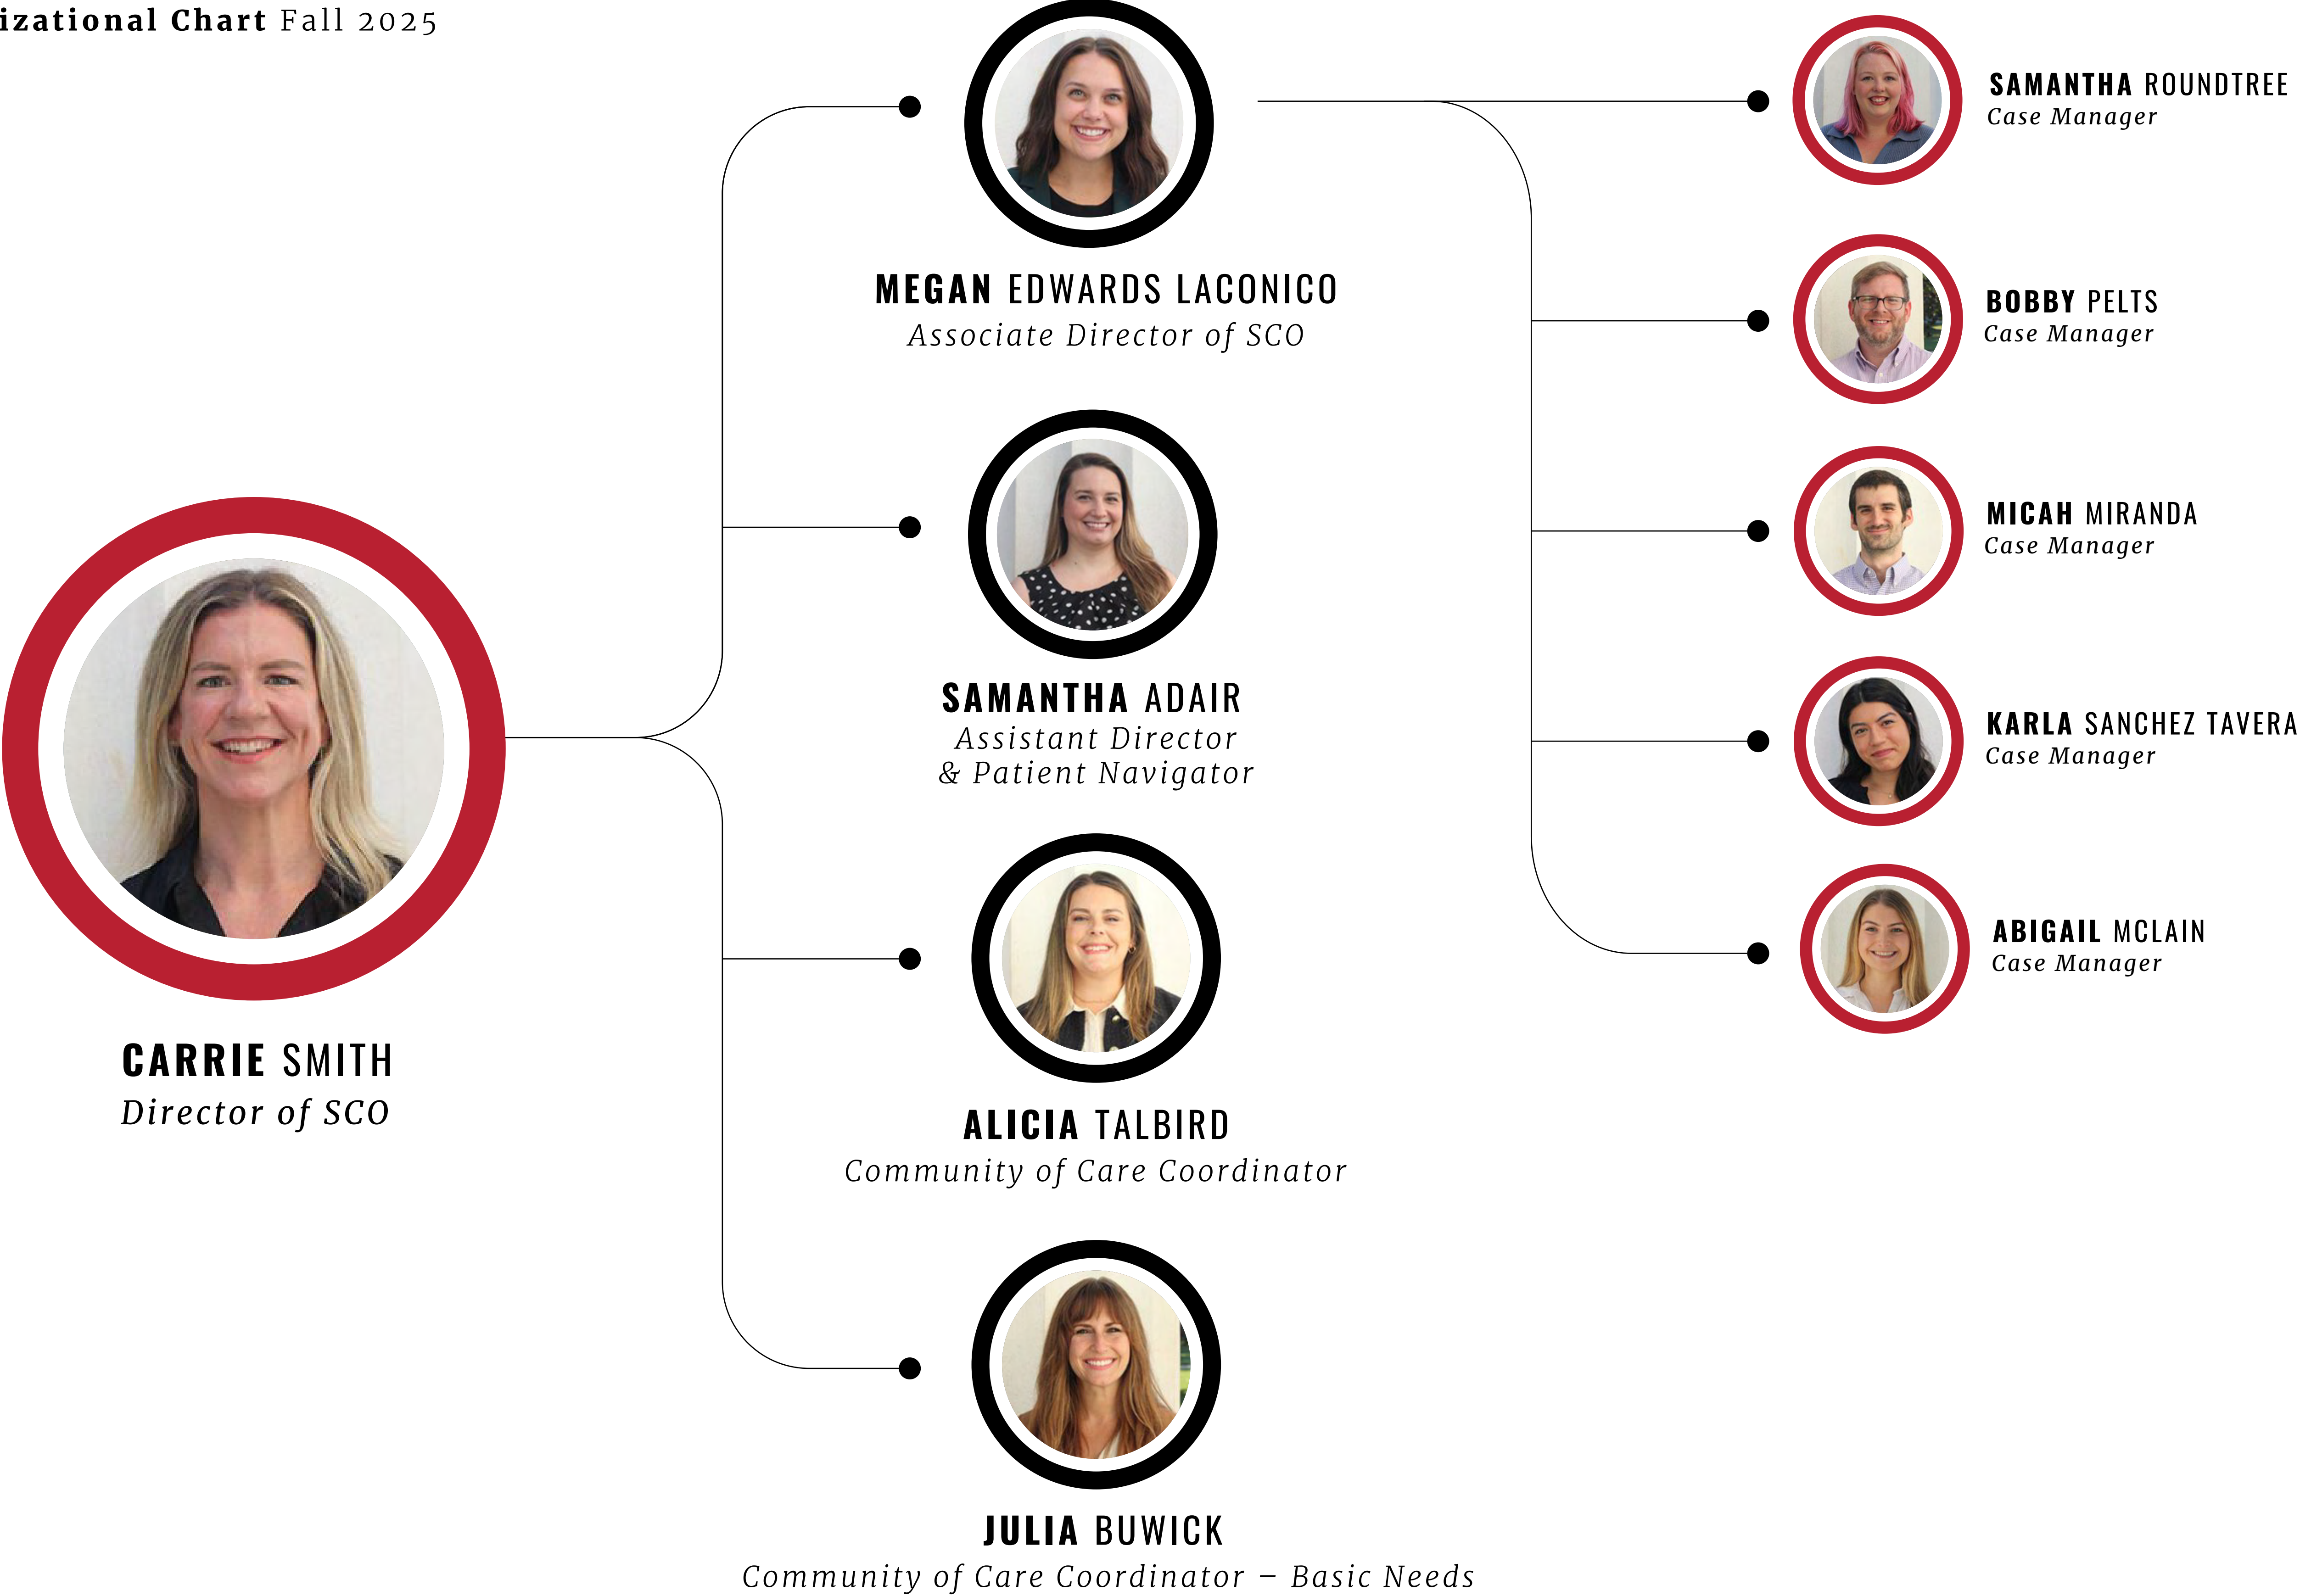 izational Chart Fall 2025
CARRIE SMITH
Director of SCO
MEGAN EDWARDS LACONICO
Associate Director of SCO
SAMANTHA ADAIR
Assistant Director
& Patient Navigator
ALICIA TALBIRD
Community of Care Coordinator
JULIA BUWICK
Community of Care Coordinator – Basic Needs
SAMANTHA ROUNDTREE
Case Manager
BOBBY PELTS
Case Manager
MICAH MIRANDA
Case Manager
KARLA SANCHEZ TAVERA
Case Manager
ABIGAIL MCLAIN
Case Manager